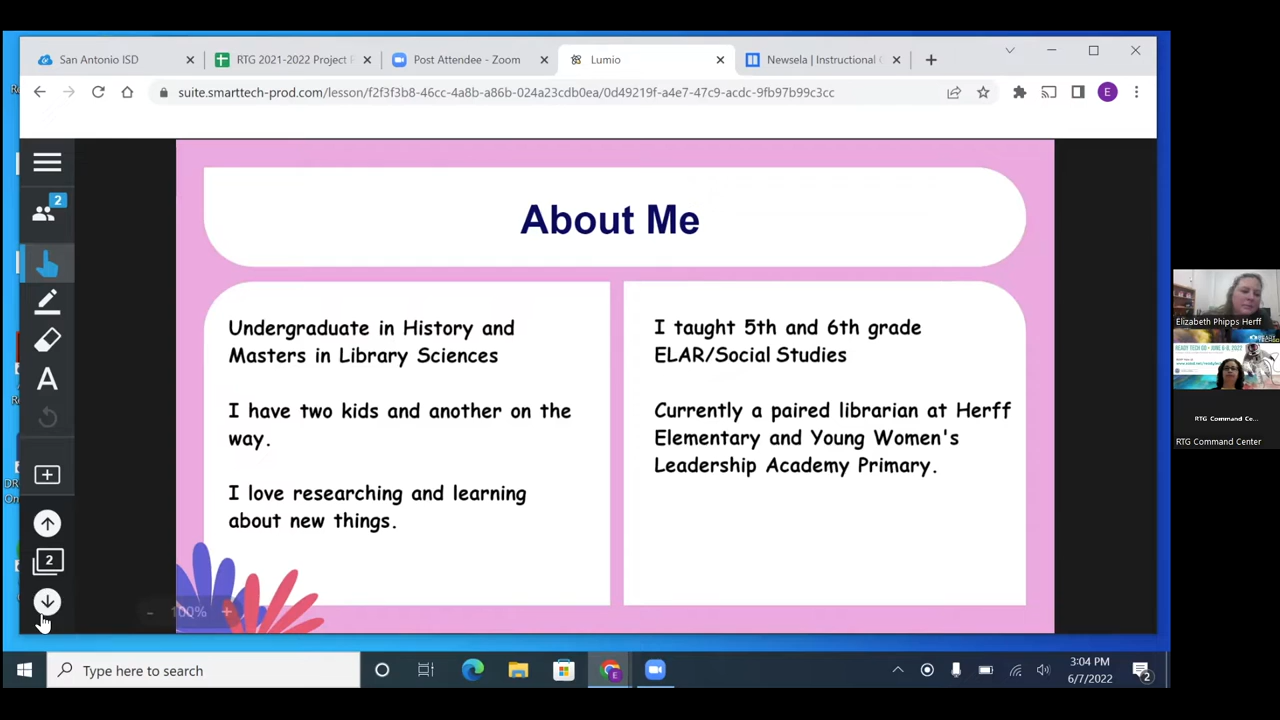 San Antonio ISD
RTG 2021-2022 Project F
Post Attendee - Zoom
Lumio
Newsela | Instructional
suite.smarttech-prod.com/lesson/f2f3f3b8-46cc-4a8b-a86b-024a23cdb0ea/0d49219f-a4e7-47c9-acdc-9fb97b99c3cc
E
2
About Me
Undergraduate in History and
Masters in Library Sciences
I have two kids and another on the
way.
I love researching and learning
about new things.
I taught 5th and 6th grade
ELAR/Social Studies
Currently a paired librarian at Herff
Elementary and Young Women's
Leadership Academy Primary.
A
2
- 100% +
Elizabeth Phipps Herff
RTG Command Ce...
RTG Command Center
Type here to search
3:04 PM
6/7/2022
2